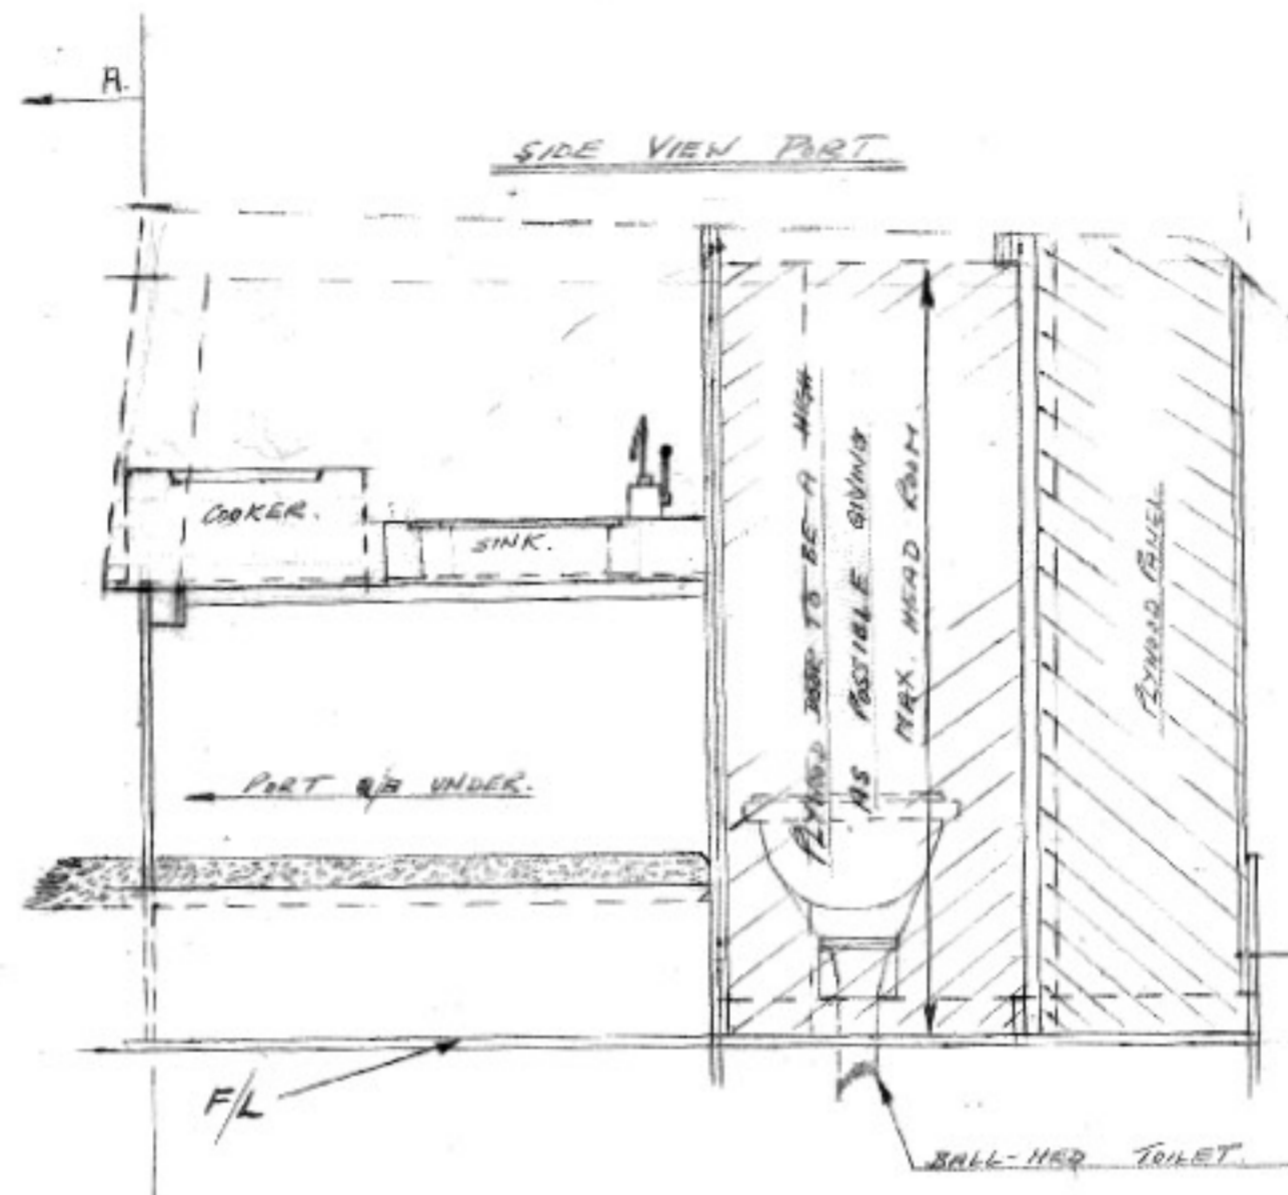 A.
SIDE VIEW PORT
COOKER.
SINK.
PLYWOOD DOOR TO BE A HIGH
AS POSSIBLE GIVING
MAX. HEAD ROOM.
PLYWOOD PANEL
PORT Q/B UNDER.
F/L
BALL-HED TOILET.